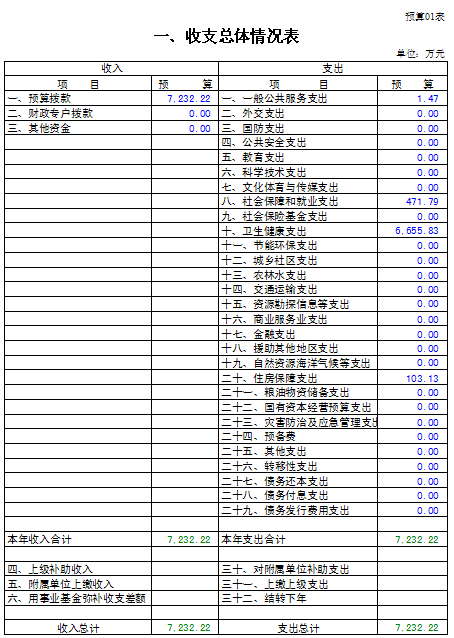 预算01表
一、收支总体情况表
单位：万元
收入 支出
项 目 预 算 项 目 预 算
一、预算拨款 7,232.22 一、一般公共服务支出 1.47
二、财政专户拨款 0.00 二、外交支出 0.00
三、其他资金 0.00 三、国防支出 0.00
四、公共安全支出 0.00
五、教育支出 0.00
六、科学技术支出 0.00
七、文化体育与传媒支出 0.00
八、社会保障和就业支出 471.79
九、社会保险基金支出 0.00
十、卫生健康支出 6,655.83
十一、节能环保支出 0.00
十二、城乡社区支出 0.00
十三、农林水支出 0.00
十四、交通运输支出 0.00
十五、资源勘探信息等支出 0.00
十六、商业服务业支出 0.00
十七、金融支出 0.00
十八、援助其他地区支出 0.00
十九、自然资源海洋气候等支出 0.00
二十、住房保障支出 103.13
二十一、粮油物资储备支出 0.00
二十二、国有资本经营预算支出 0.00
二十三、灾害防治及应急管理支出 0.00
二十四、预备费 0.00
二十五、其他支出 0.00
二十六、转移性支出 0.00
二十七、债务还本支出 0.00
二十八、债务付息支出 0.00
二十九、债务发行费用支出 0.00
本年收入合计 7,232.22 本年支出合计 7,232.22
四、上级补助收入 三十、对附属单位补助支出
五、附属单位上缴收入 三十一、上缴上级支出
六、用事业基金弥补收支差额 三十二、结转下年
收入总计 7,232.22 支出总计 7,232.22